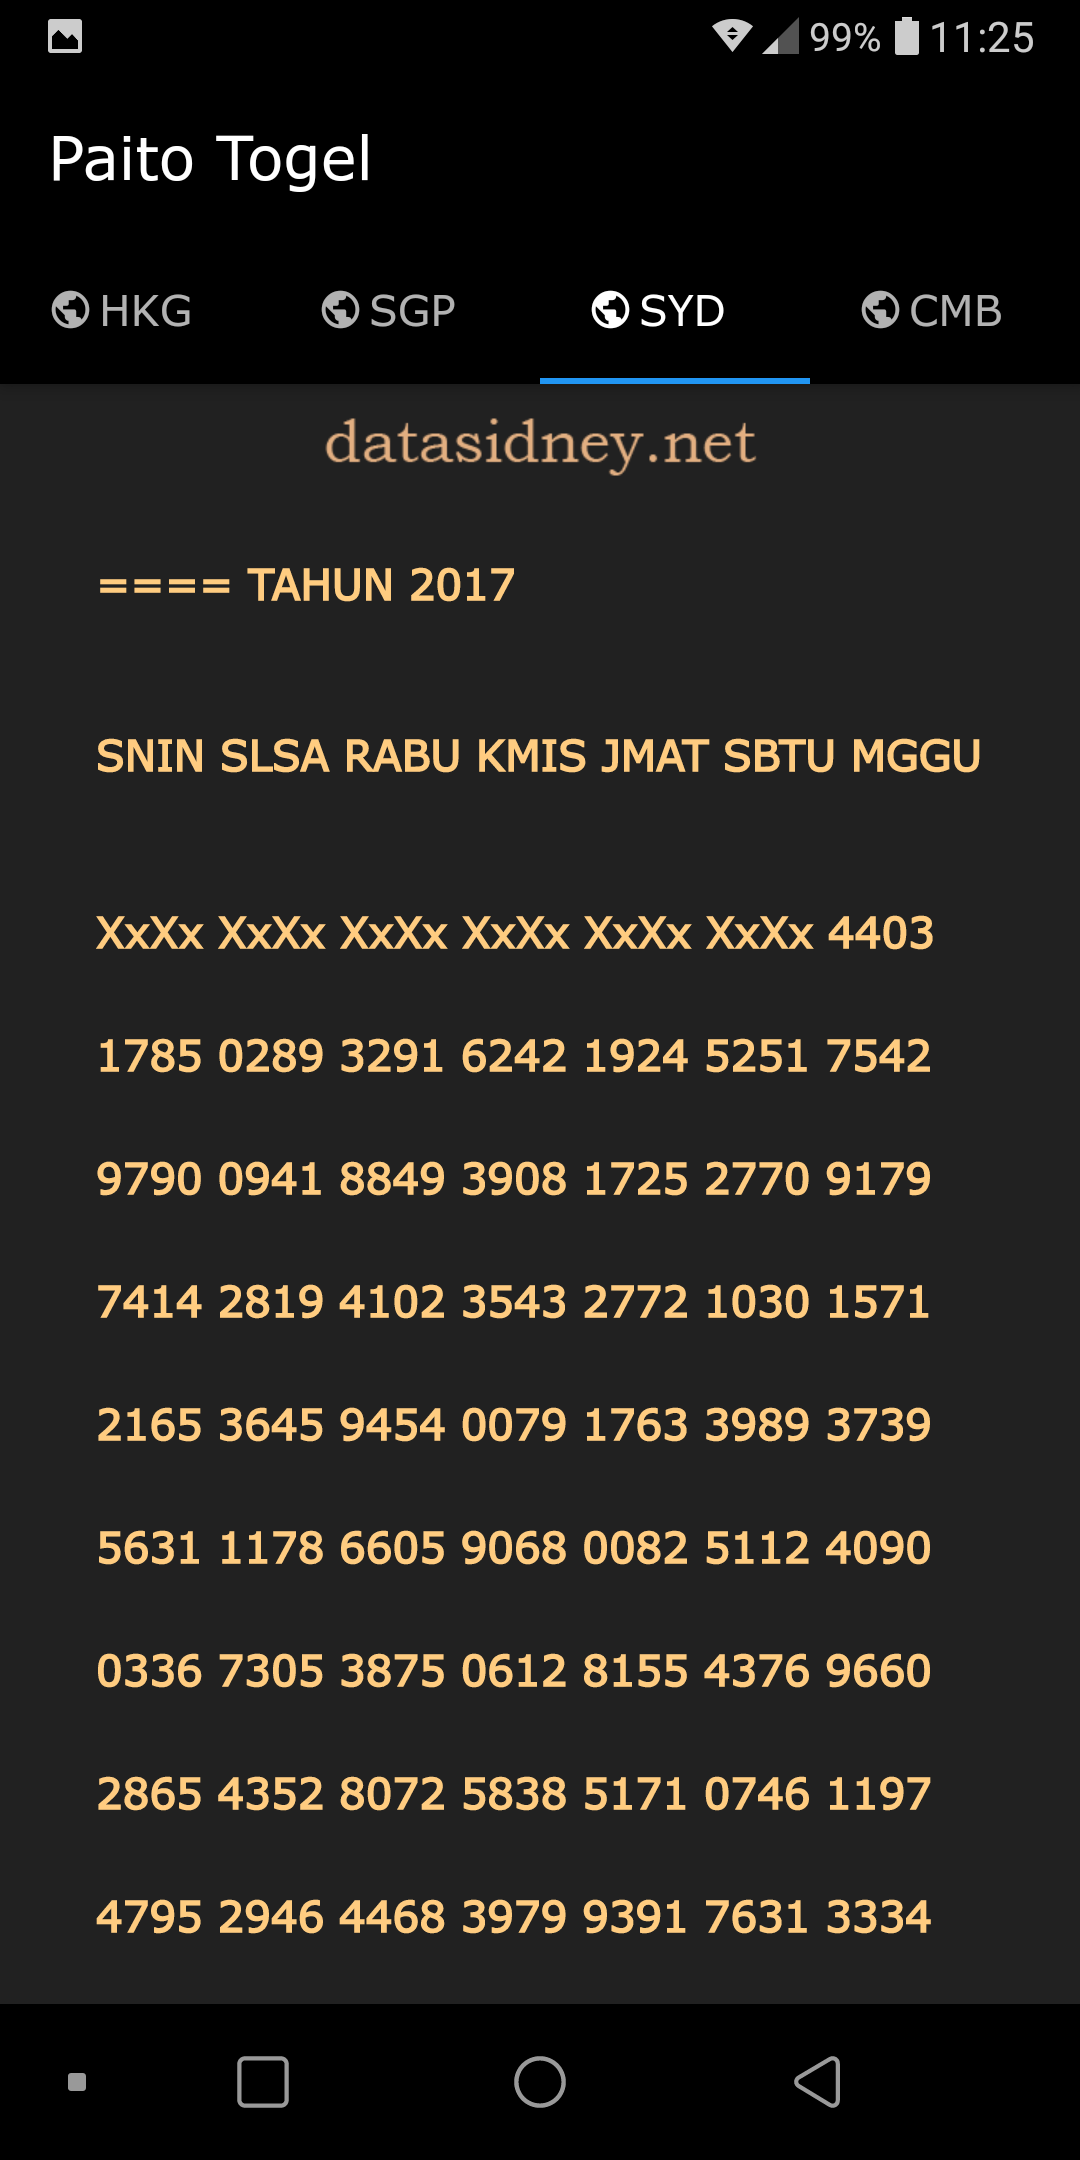 99% 11:25
Paito Togel
HKG SGP SYD CMB
datasidney.net
==== TAHUN 2017
SNIN SLSA RABU KMIS JMAT SBTU MGGU
XxXx XxXx XxXx XxXx XxXx XxXx 4403
1785 0289 3291 6242 1924 5251 7542
9790 0941 8849 3908 1725 2770 9179
7414 2819 4102 3543 2772 1030 1571
2165 3645 9454 0079 1763 3989 3739
5631 1178 6605 9068 0082 5112 4090
0336 7305 3875 0612 8155 4376 9660
2865 4352 8072 5838 5171 0746 1197
4795 2946 4468 3979 9391 7631 3334